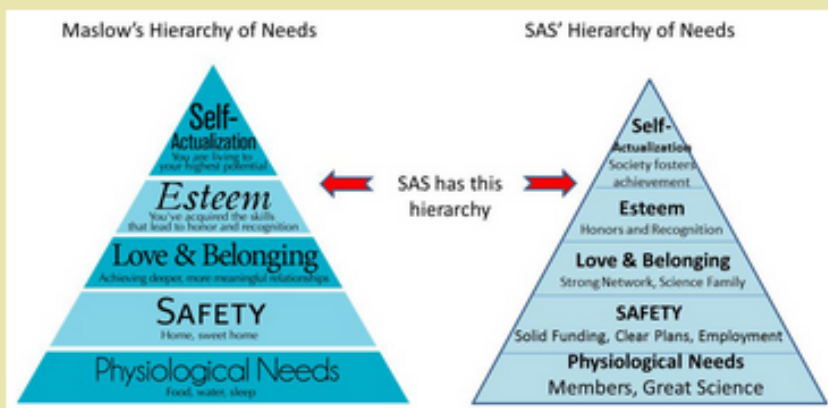 Maslow's Hierarchy of Needs
Self-
Actualization
You are living to
your highest potential
Esteem
You've acquired the skills
that lead to honor and recognition
Love & Belonging
Achieving deeper, more meaningful relationships
SAFETY
Home, sweet home
Physiological Needs
Food, water, sleep
SAS has this
hierarchy
SAS' Hierarchy of Needs
Self-
Actualization
Society fosters
achievement
Esteem
Honors and Recognition
Love & Belonging
Strong Network, Science Family
SAFETY
Solid Funding, Clear Plans, Employment
Physiological Needs
Members, Great Science